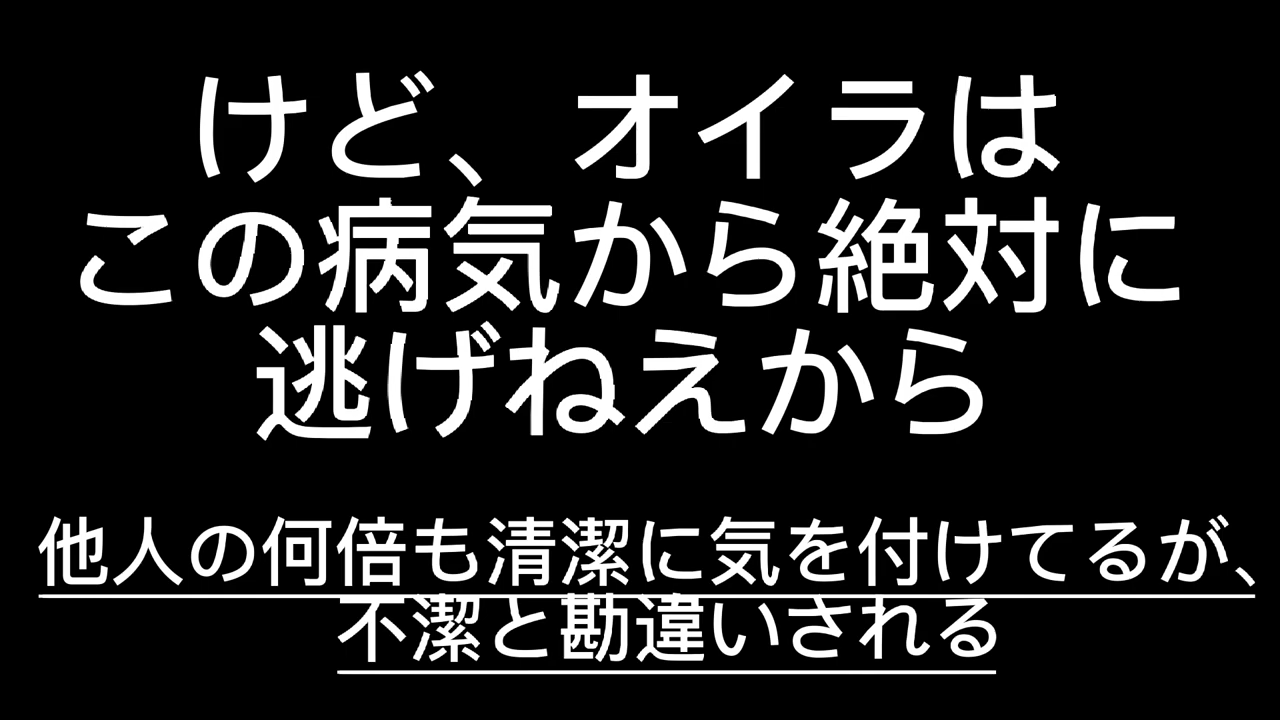 けど、オイラは
この病気から絶対に
逃げねえから
他人の何倍も清潔に気を付けてるが、
不潔と勘違いされる